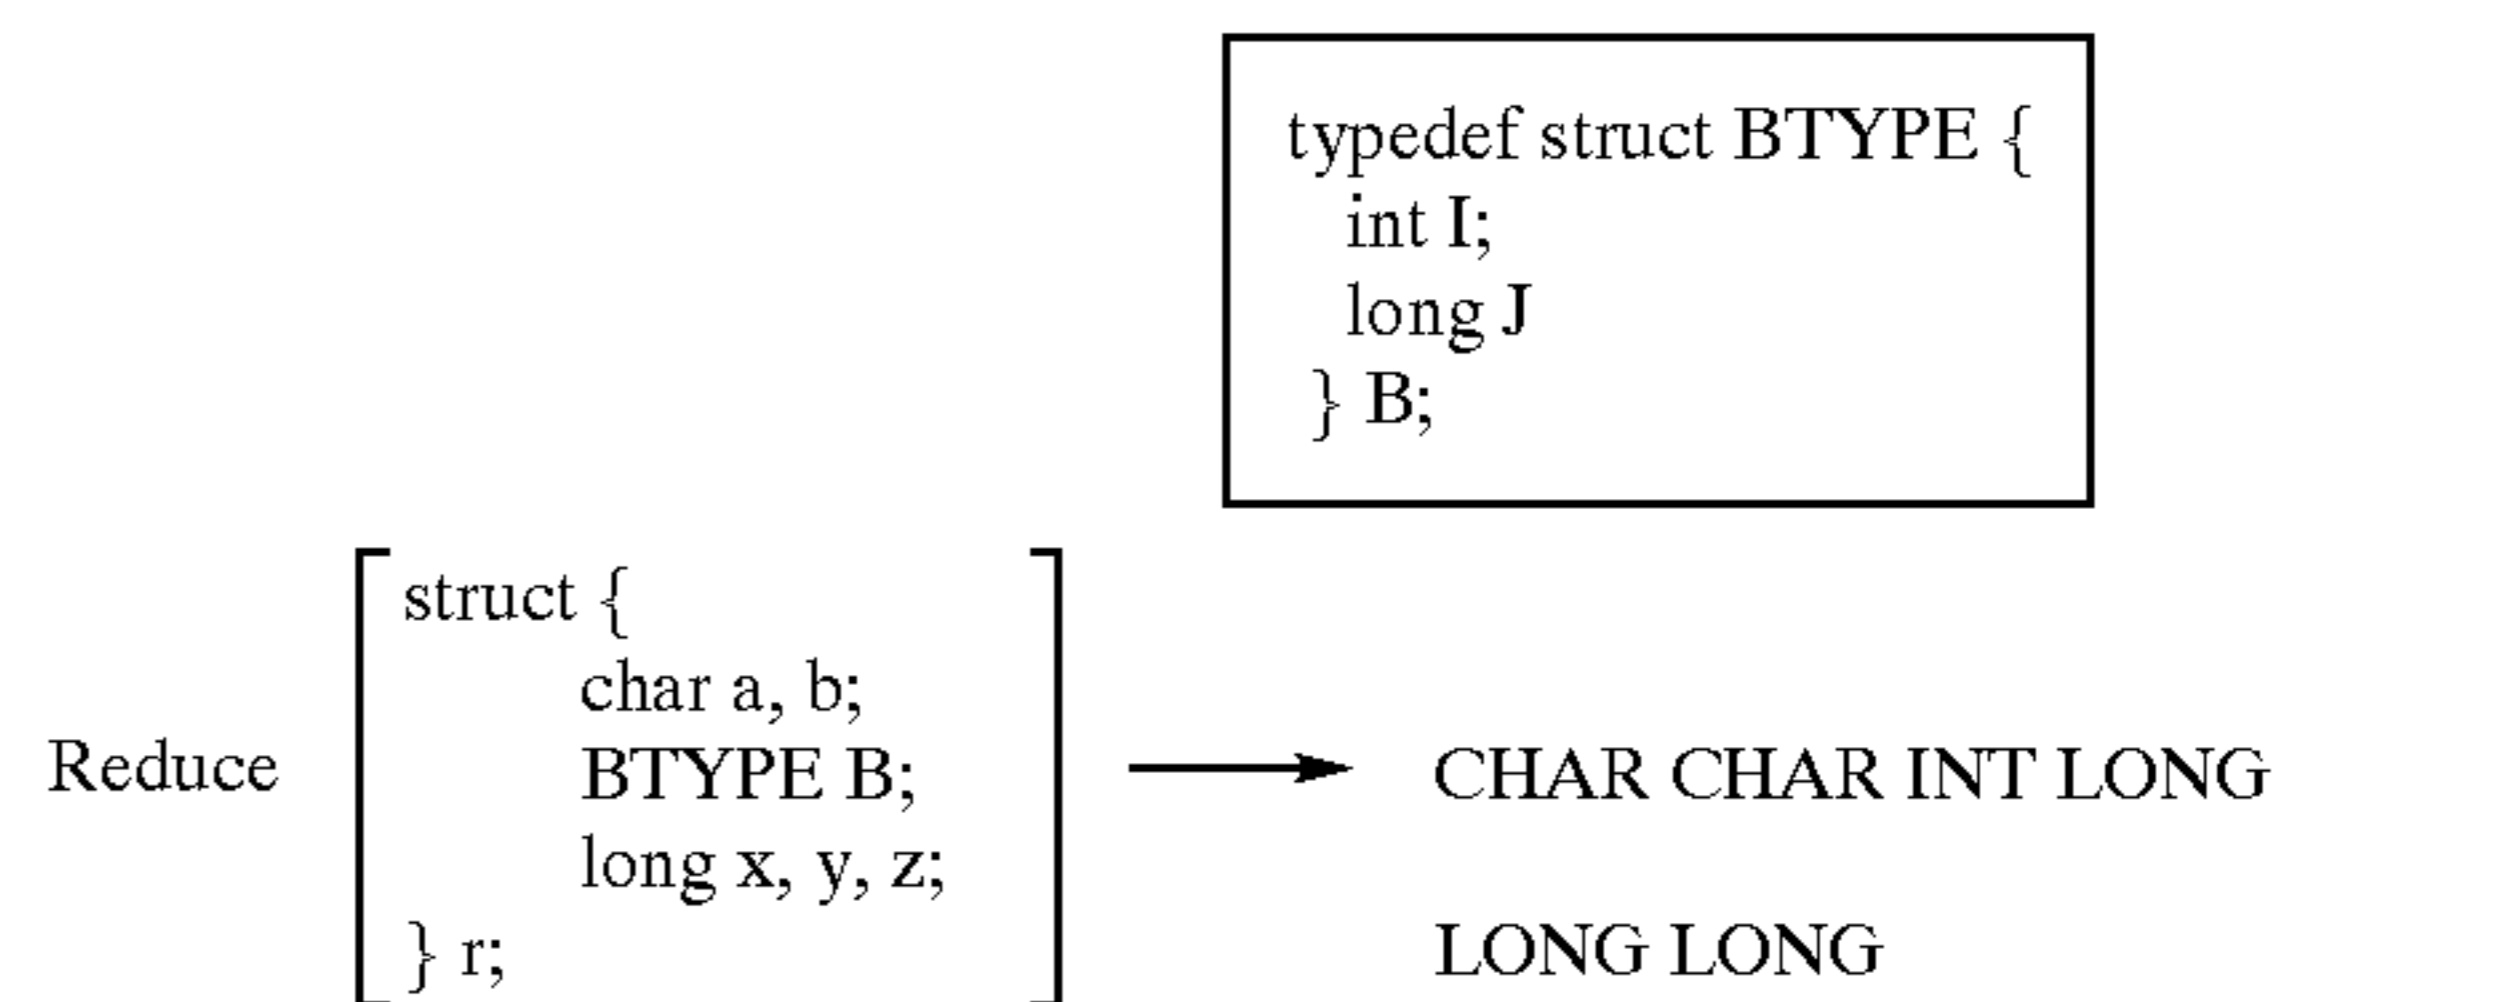 typedef struct BTYPE {
int I;
long J
} B;
struct {
char a, b;
Reduce
BTYPE B;
long x, y, z;
} r;
CHAR CHAR INT LONG
LONG LONG